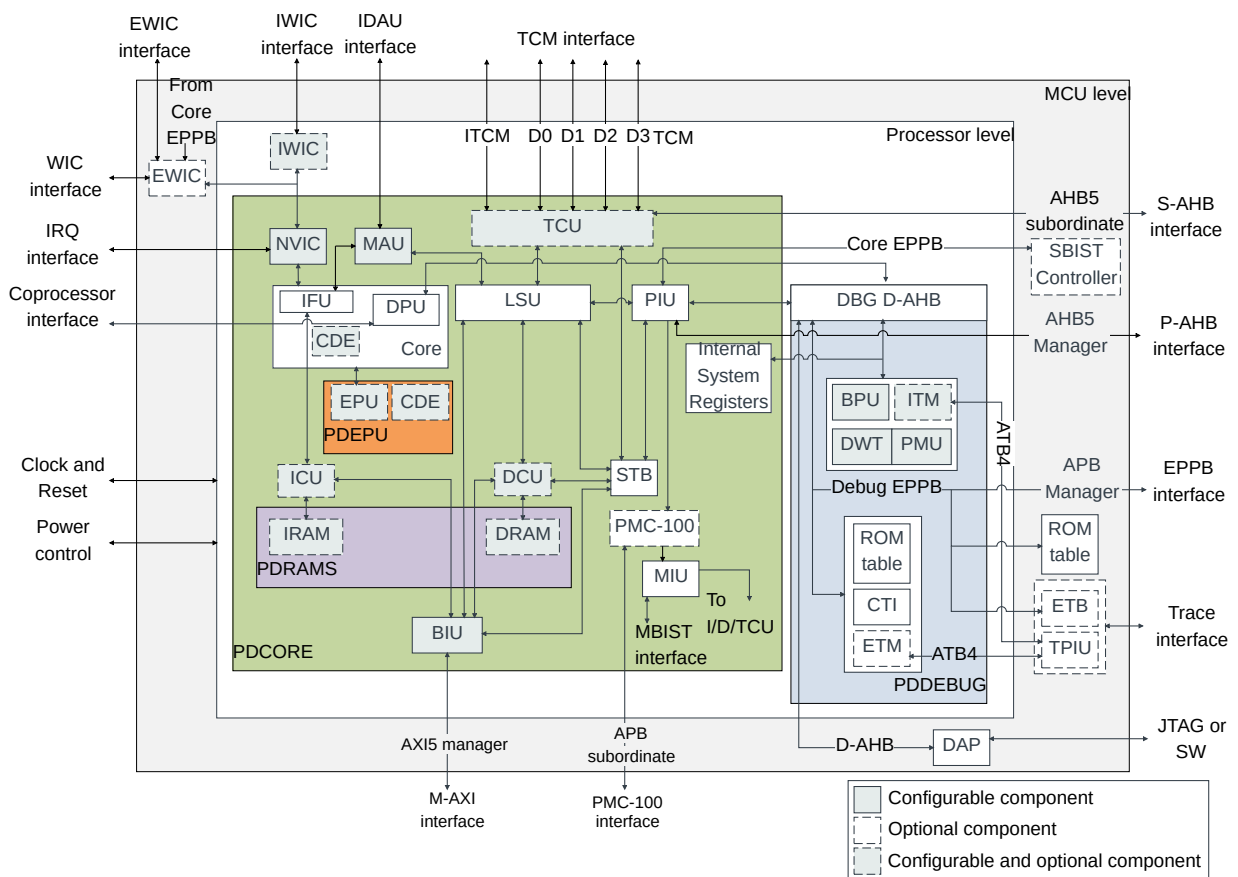 EWIC
interface
IWIC
interface
IDAU
interface
TCM interface
From
Core
EPPB
MCU level
ITCM
D0
D1
D2
D3
TCM
Processor level
IWIC
WIC
interface
EWIC
AHB5
subordinate
S-AHB
interface
TCU
IRQ
interface
NVIC
MAU
Core EPPB
SBIST
Controller
Coprocessor
interface
IFU
DPU
CDE
Core
LSU
PIU
DBG D-AHB
AHB5
Manager
P-AHB
interface
Internal
System
Registers
EPU
CDE
PDEPU
BPU
ITM
DWT
PMU
ATB4
Clock and
Reset
ICU
DCU
STB
Debug EPPB
APB
Manager
EPPB
interface
Power
control
IRAM
DRAM
PDRAMS
PMC-100
ROM
table
ROM
table
MIU
To
I/D/TCU
CTI
ETB
Trace
interface
BIU
MBIST
interface
PDCORE
ETM
ATB4
TPIU
PDDEBUG
AXI5 manager
APB
subordinate
D-AHB
DAP
JTAG or
SW
M-AXI
interface
PMC-100
interface
Configurable component
Optional component
Configurable and optional component